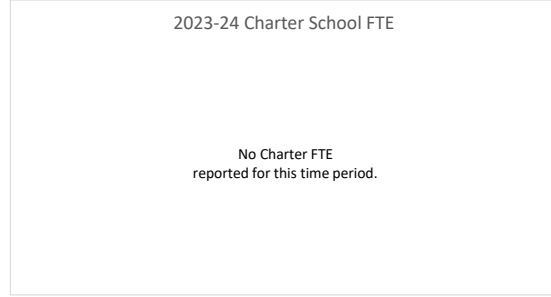 2023-24 Charter School FTE
No Charter FTE
reported for this time period.